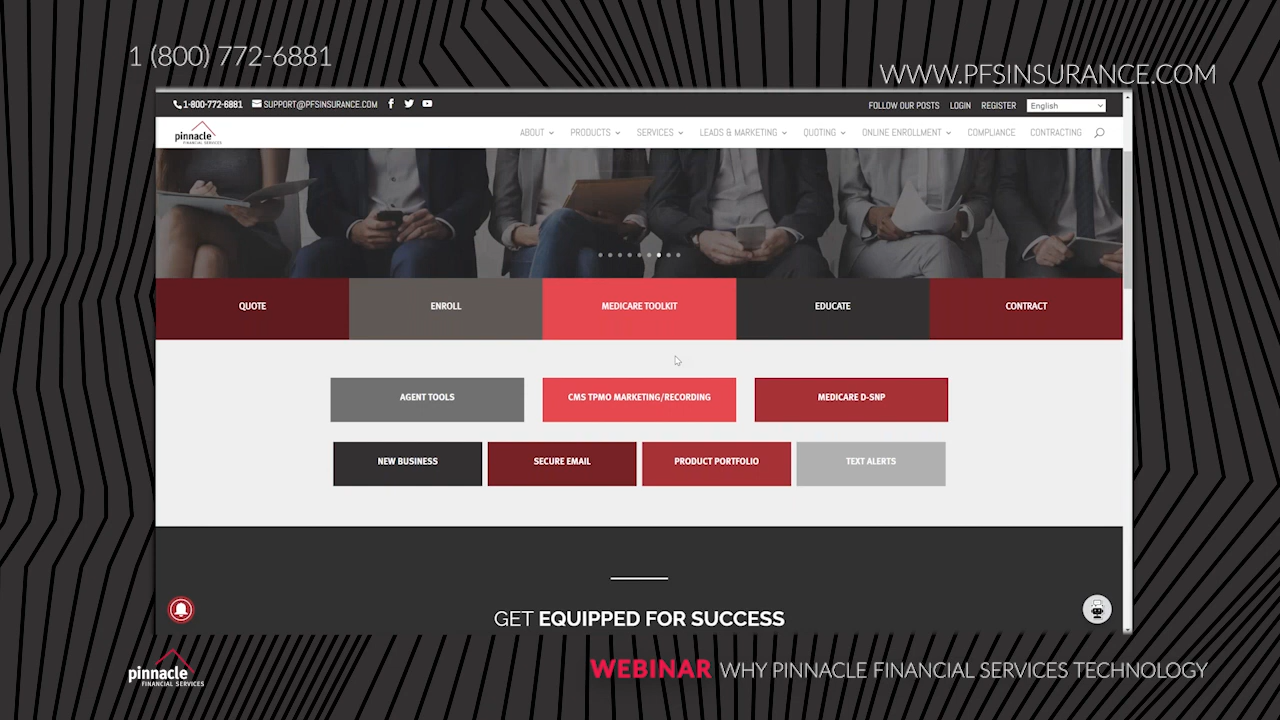 1 (800) 772-6881
WWW.PFSINSURANCE.COM
1-800-772-6881 SUPPORT@PFSINSURANCE.COM FOLLOW OUR POSTS LOGIN REGISTER English
pinnacle
FINANCIAL SERVICES
ABOUT PRODUCTS SERVICES LEADS & MARKETING QUOTING ONLINE ENROLLMENT COMPLIANCE CONTRACTING
QUOTE ENROLL MEDICARE TOOLKIT EDUCATE CONTRACT
AGENT TOOLS CMS TPMO MARKETING/RECORDING MEDICARE D-SNP
NEW BUSINESS SECURE EMAIL PRODUCT PORTFOLIO TEXT ALERTS
GET EQUIPPED FOR SUCCESS
pinnacle
FINANCIAL SERVICES
WEBINAR WHY PINNACLE FINANCIAL SERVICES TECHNOLOGY